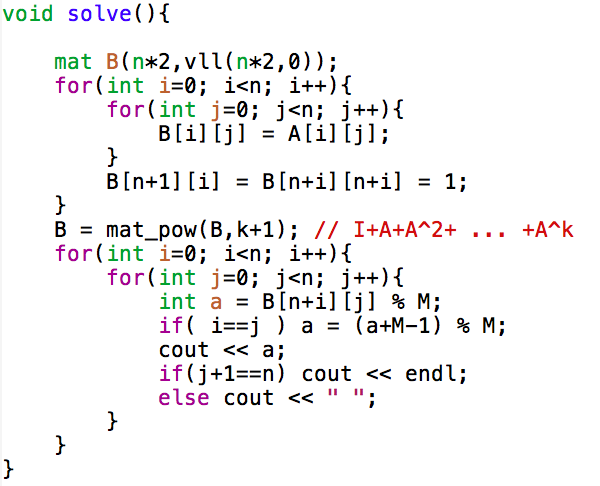 void solve(){
    mat B(n*2,vll(n*2,0));
    for(int i=0; i<n; i++){
        for(int j=0; j<n; j++){
            B[i][j] = A[i][j];
        }
        B[n+1][i] = B[n+i][n+i] = 1;
    }
    B = mat_pow(B,k+1); // I+A+A^2+ ... +A^k
    for(int i=0; i<n; i++){
        for(int j=0; j<n; j++){
            int a = B[n+i][j] % M;
            if( i==j ) a = (a+M-1) % M;
            cout << a;
            if(j+1==n) cout << endl;
            else cout << " ";
        }
    }
}